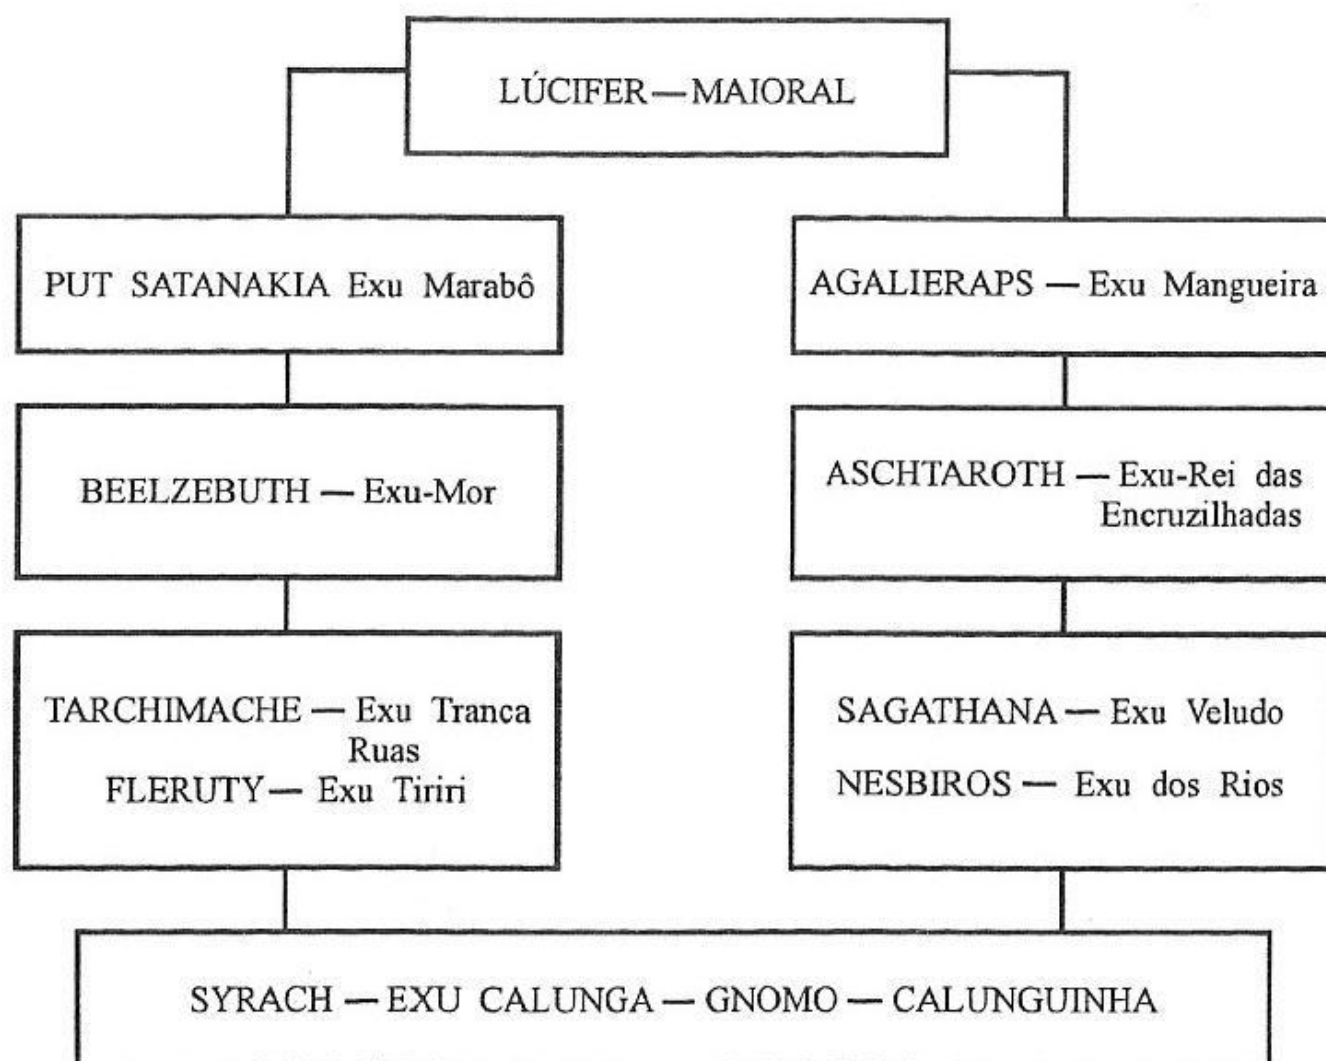 LÚCIFER — MAIORAL
PUT SATANAKIA Exu Marabô
AGALIERAPS — Exu Mangueira
BEELZEBUTH — Exu-Mor
ASCHTAROTH — Exu-Rei das
Encruzilhadas
TARCHIMACHE — Exu Tranca
Ruas
FLERUTY — Exu Tiriri
SAGATHANA — Exu Veludo
NESBIROS — Exu dos Rios
SYRACH — EXU CALUNGA — GNOMO — CALUNGUINHA